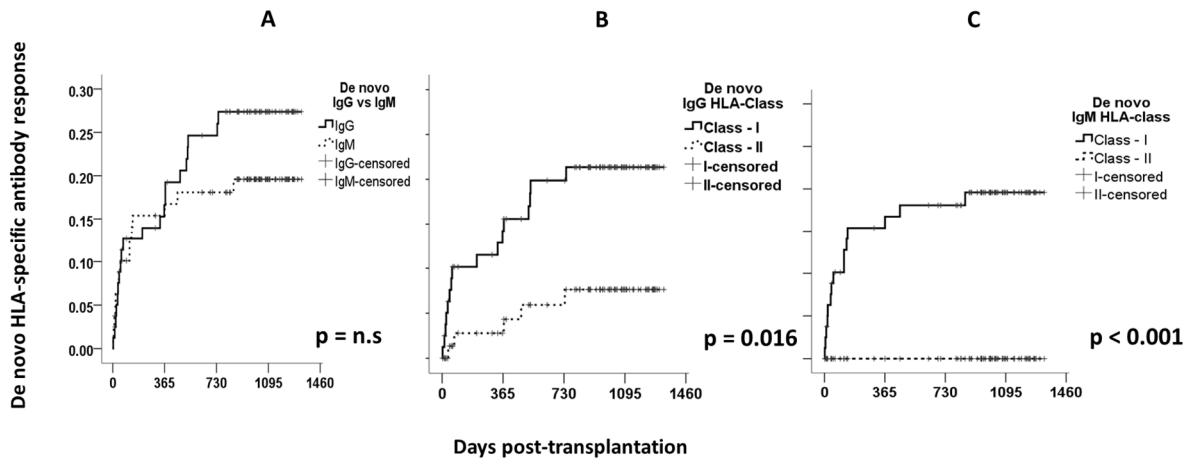 A
B
C
De novo HLA-specific antibody response
0.30
0.25
0.20
0.15
0.10
0.05
0.00
De novo
IgG vs IgM
IgG
IgM
IgG-censored
IgM-censored
p = n.s
0 365 730 1095 1460
De novo
IgG HLA-Class
Class - I
Class - II
I-censored
II-censored
p = 0.016
0 365 730 1095 1460
De novo
IgM HLA-class
Class - I
Class - II
I-censored
II-censored
p < 0.001
0 365 730 1095 1460
Days post-transplantation